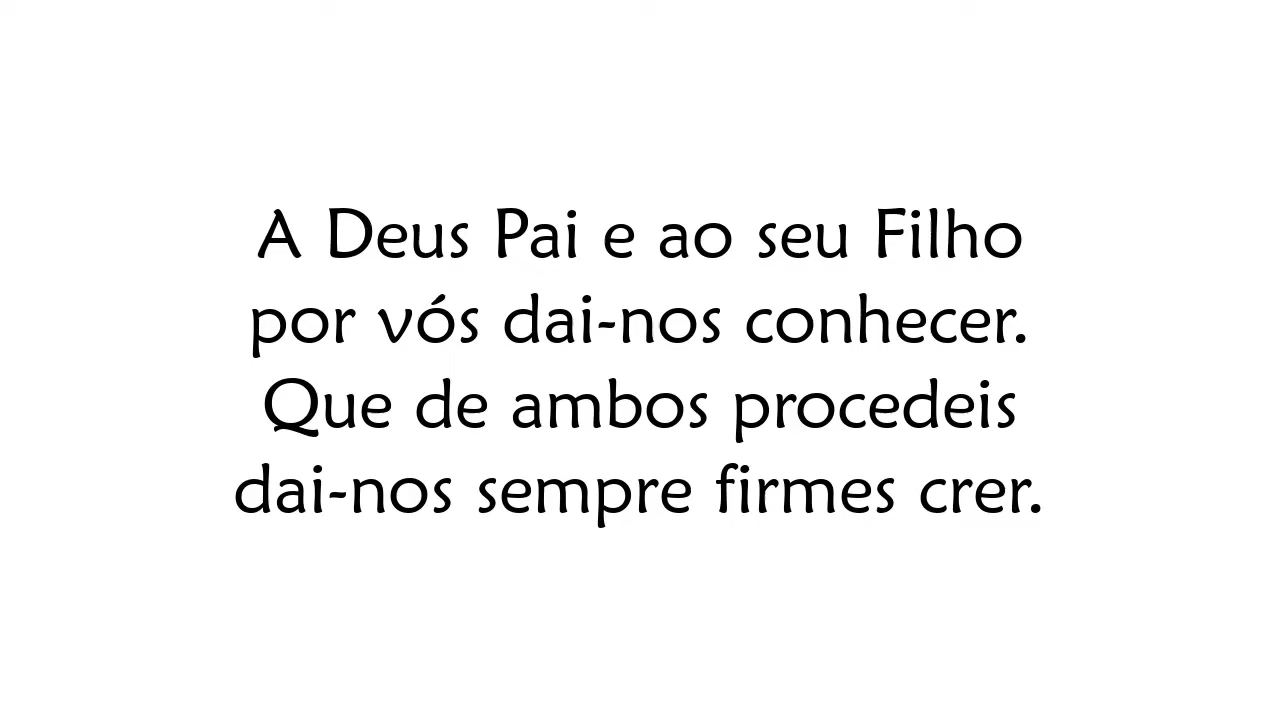 A Deus Pai e ao seu Filho
por vós dai-nos conhecer.
Que de ambos procedeis
dai-nos sempre firmes crer.